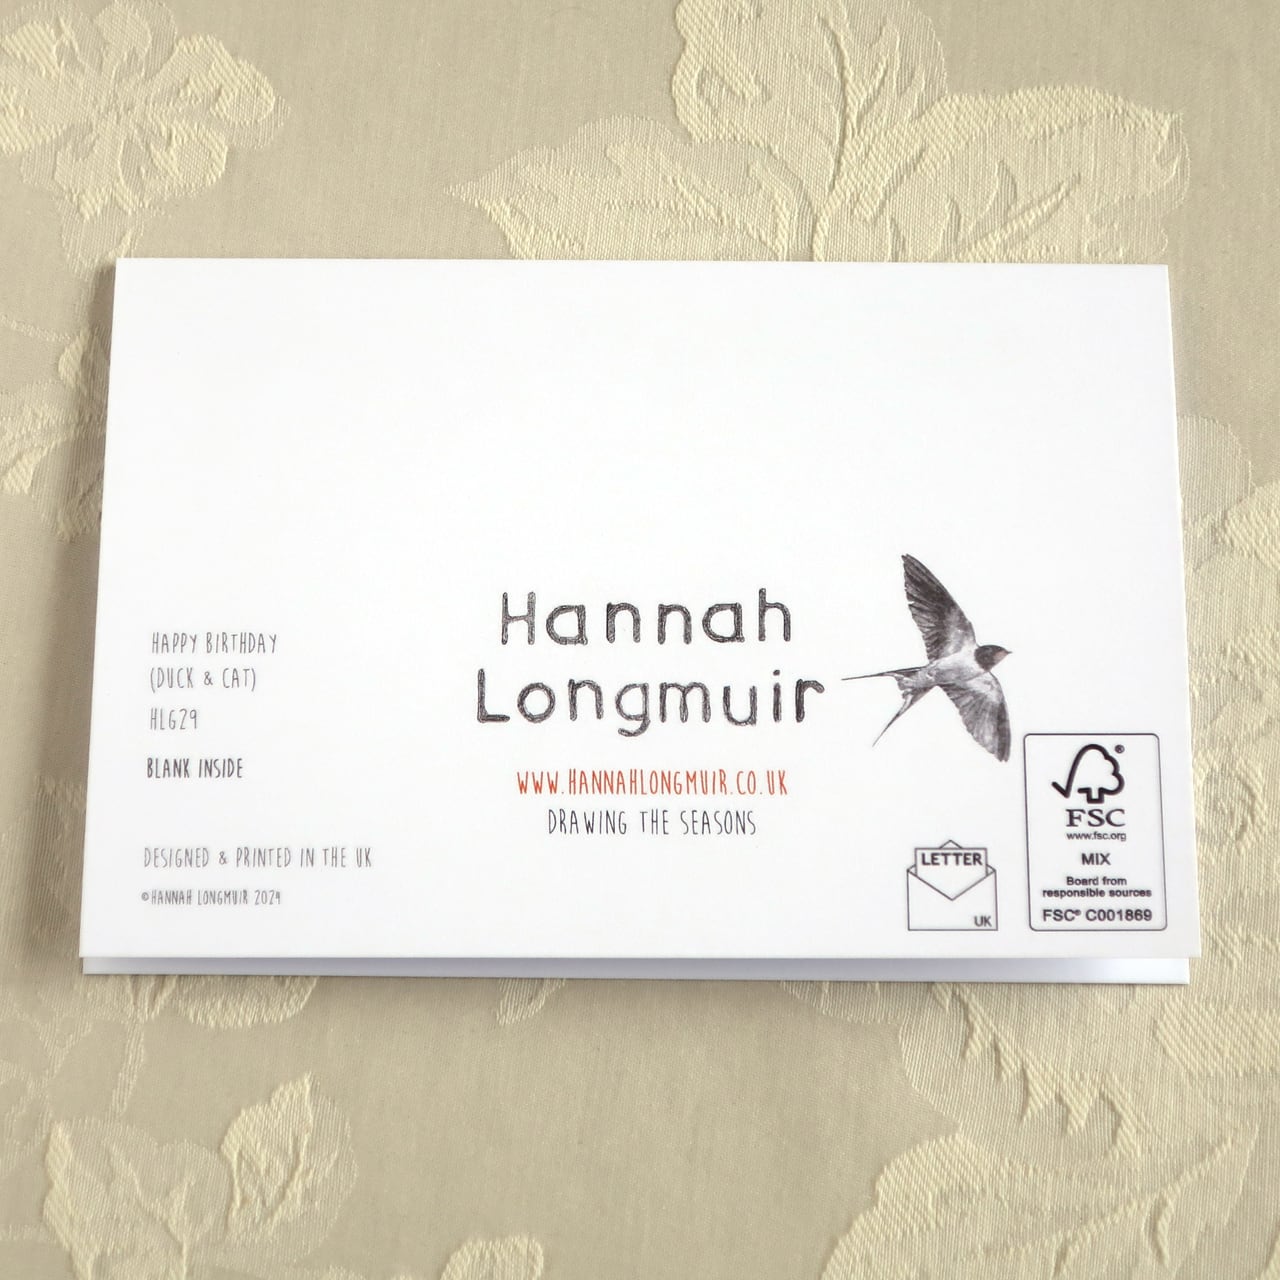 Hannah
Longmuir
WWW.HANNAHLONGMUIR.CO.UK
DRAWING THE SEASONS
HAPPY BIRTHDAY
(DUCK & CAT)
HLG29
BLANK INSIDE
DESIGNED & PRINTED IN THE UK
©HANNAH LONGMUIR 2024
LETTER
UK
FSC®
www.fsc.org
MIX
Board from
responsible sources
FSC® C001869